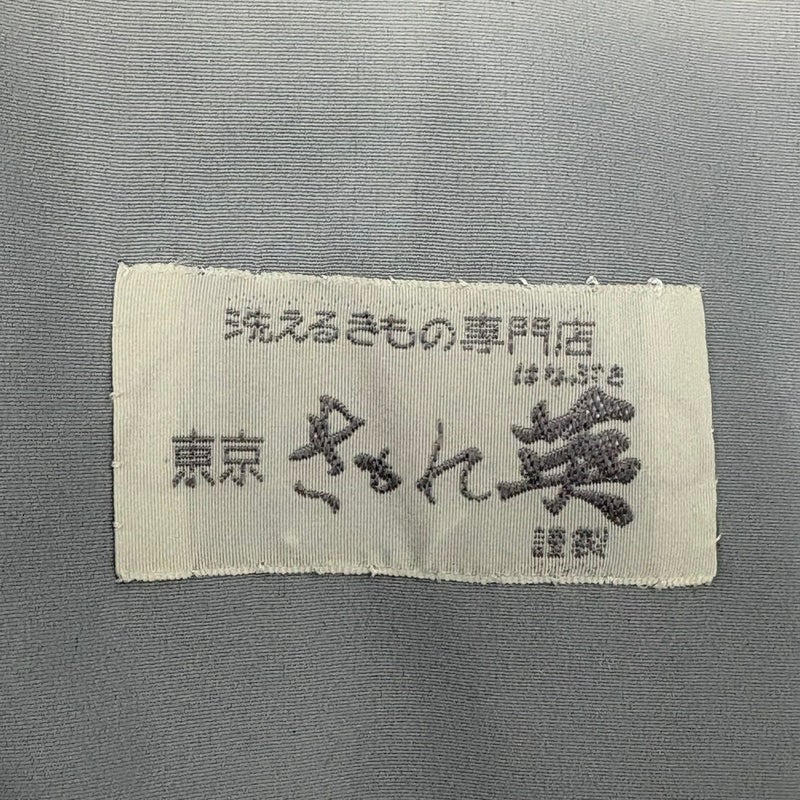 洗えるきもの専門店
はなぶさ
東京 きもの 英
謹製